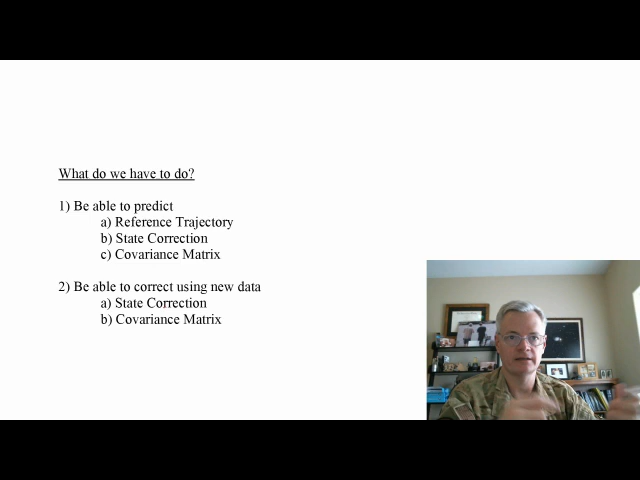 What do we have to do?
1) Be able to predict
a) Reference Trajectory
b) State Correction
c) Covariance Matrix
2) Be able to correct using new data
a) State Correction
b) Covariance Matrix